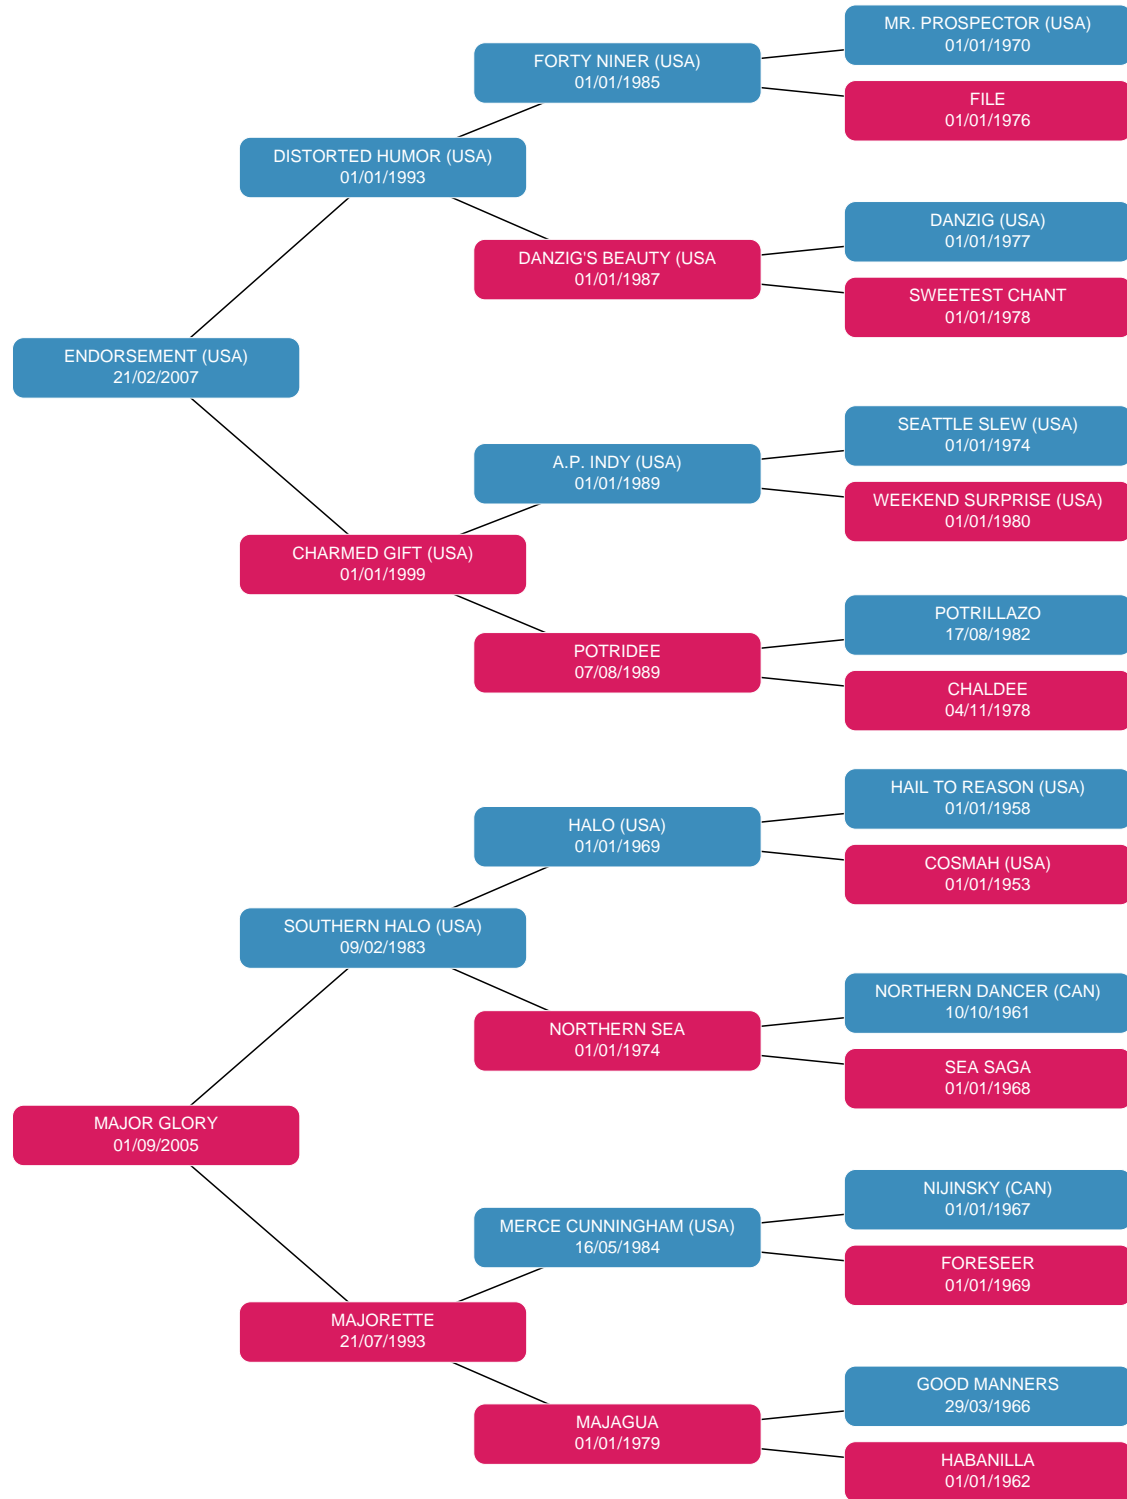 MR. PROSPECTOR (USA)
01/01/1970
FORTY NINER (USA)
01/01/1985
FILE
01/01/1976
DISTORTED HUMOR (USA)
01/01/1993
DANZIG (USA)
01/01/1977
DANZIG'S BEAUTY (USA
01/01/1987
SWEETEST CHANT
01/01/1978
ENDORSEMENT (USA)
21/02/2007
SEATTLE SLEW (USA)
01/01/1974
A.P. INDY (USA)
01/01/1989
WEEKEND SURPRISE (USA)
01/01/1980
CHARMED GIFT (USA)
01/01/1999
POTRILLAZO
17/08/1982
POTRIDEE
07/08/1989
CHALDEE
04/11/1978
HAIL TO REASON (USA)
01/01/1958
HALO (USA)
01/01/1969
COSMAH (USA)
01/01/1953
SOUTHERN HALO (USA)
09/02/1983
NORTHERN DANCER (CAN)
10/10/1961
NORTHERN SEA
01/01/1974
SEA SAGA
01/01/1968
MAJOR GLORY
01/09/2005
NIJINSKY (CAN)
01/01/1967
MERCE CUNNINGHAM (USA)
16/05/1984
FORESEER
01/01/1969
MAJORETTE
21/07/1993
GOOD MANNERS
29/03/1966
MAJAGUA
01/01/1979
HABANILLA
01/01/1962